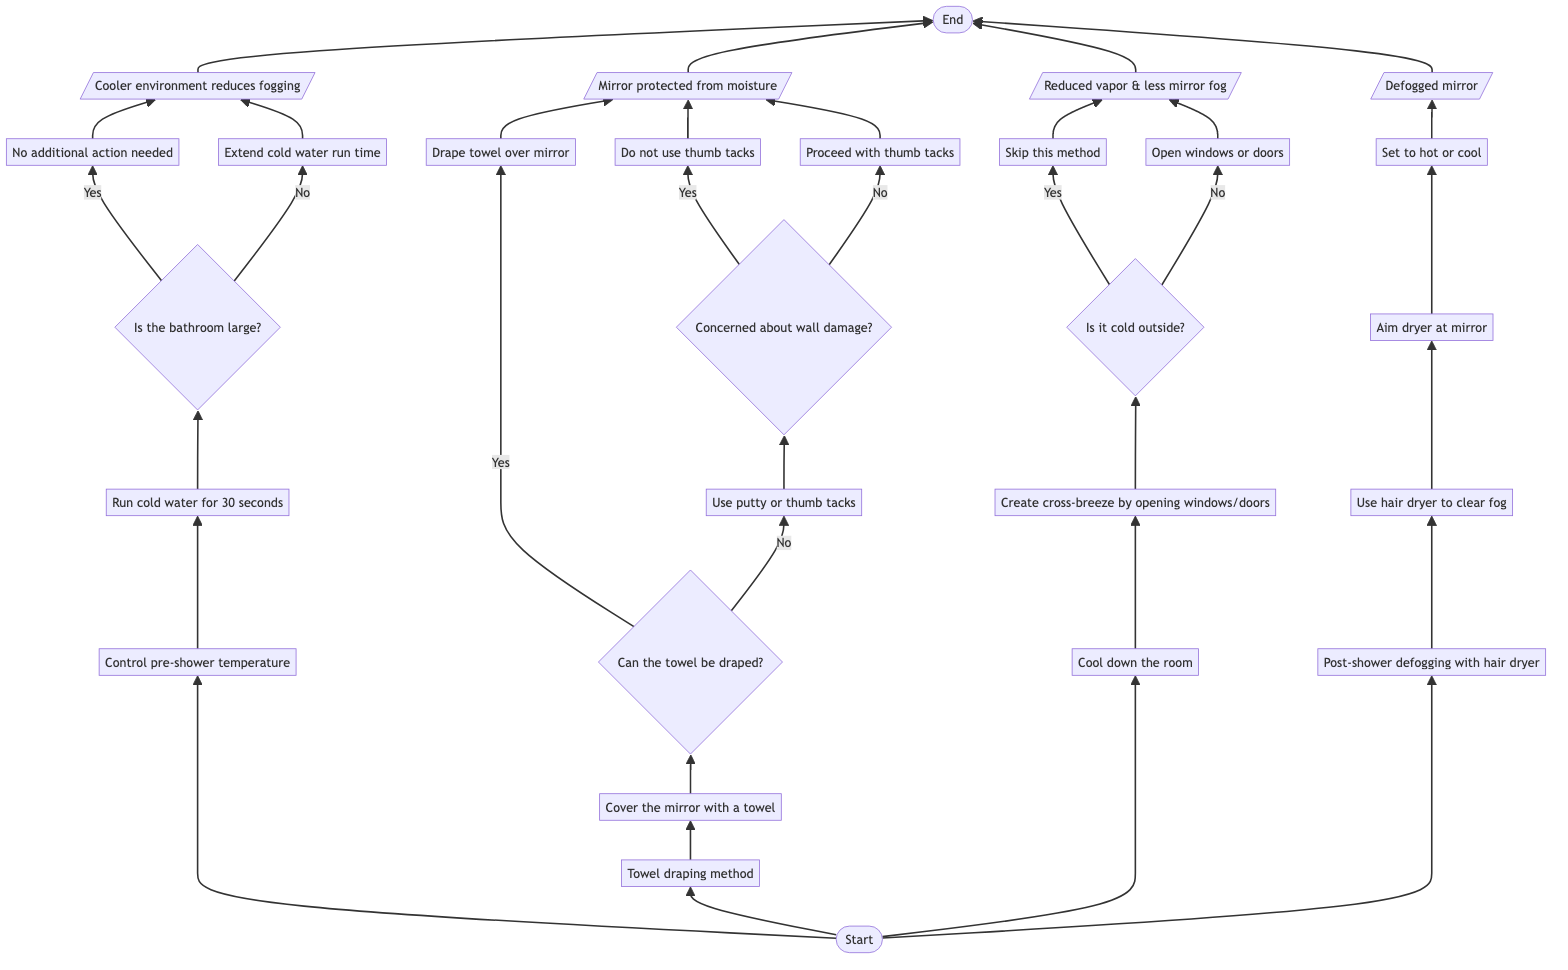 End
Cooler environment reduces fogging
Mirror protected from moisture
Reduced vapor & less mirror fog
Defogged mirror
No additional action needed
Extend cold water run time
Drape towel over mirror
Do not use thumb tacks
Proceed with thumb tacks
Skip this method
Open windows or doors
Set to hot or cool
Yes
No
Yes
No
Yes
No
Is the bathroom large?
Concerned about wall damage?
Is it cold outside?
Aim dryer at mirror
Yes
Run cold water for 30 seconds
Use putty or thumb tacks
Create cross-breeze by opening windows/doors
Use hair dryer to clear fog
No
Control pre-shower temperature
Can the towel be draped?
Cool down the room
Post-shower defogging with hair dryer
Cover the mirror with a towel
Towel draping method
Start